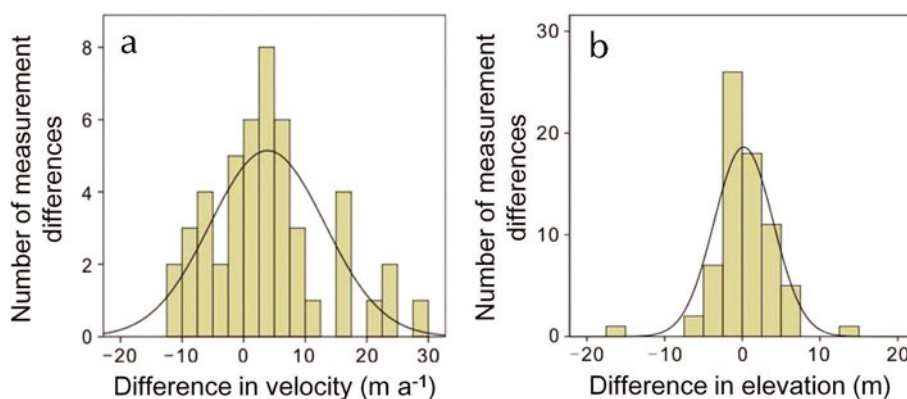 a
8
6
4
2
0
−20
−10
0
10
20
30
Number of measurement
differences
Difference in velocity (m a-1)
b
30
20
10
0
−20
−10
0
10
20
Number of measurement
differences
Difference in elevation (m)